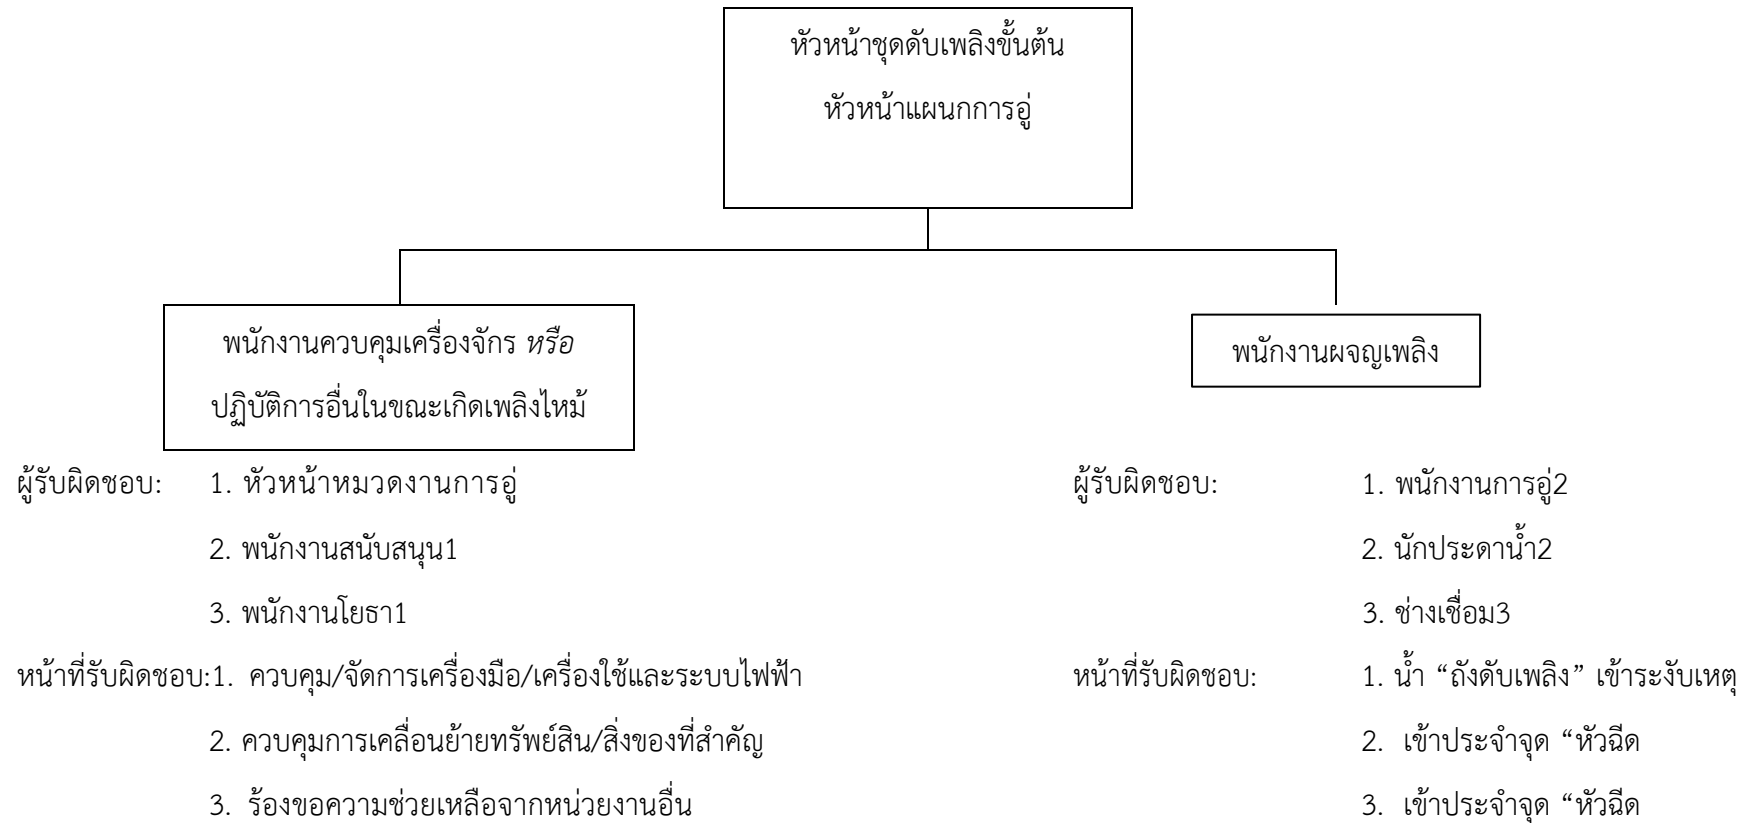 หัวหน้าชุดดับเพลิงขั้นต้น
หัวหน้าแผนกการอู่
พนักงานควบคุมเครื่องจักร หรือ
ปฏิบัติการอื่นในขณะเกิดเพลิงไหม้
พนักงานผจญเพลิง
ผู้รับผิดชอบ: 1. หัวหน้าหมวดงานการอู่
2. พนักงานสนับสนุน1
3. พนักงานโยธา1
หน้าที่รับผิดชอบ:1. ควบคุม/จัดการเครื่องมือ/เครื่องใช้และระบบไฟฟ้า
2. ควบคุมการเคลื่อนย้ายทรัพย์สิน/สิ่งของที่สำคัญ
3. ร้องขอความช่วยเหลือจากหน่วยงานอื่น
ผู้รับผิดชอบ: 1. พนักงานการอู่2
2. นักประดาน้ำ2
3. ช่างเชื่อม3
หน้าที่รับผิดชอบ: 1. น้ำ “ถังดับเพลิง” เข้าระงับเหตุ
2. เข้าประจำจุด “หัวฉีด
3. เข้าประจำจุด “หัวฉีด